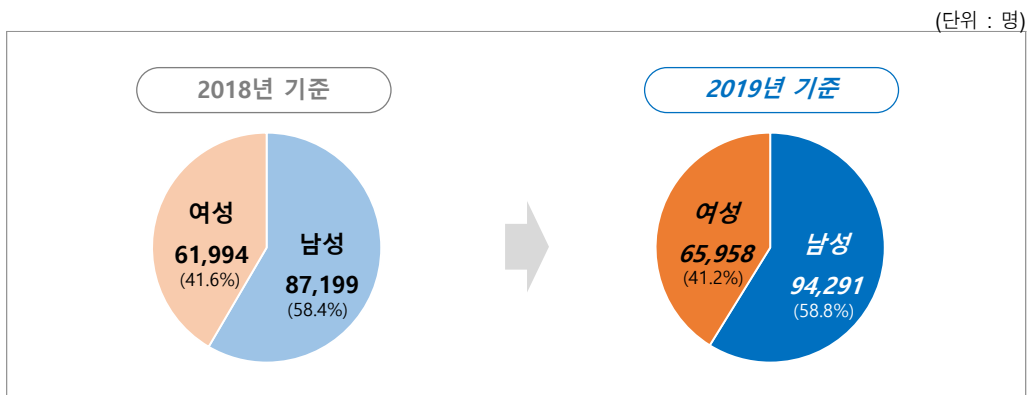 (단위 : 명)
2018년 기준
2019년 기준
여성
61,994
(41.6%)
남성
87,199
(58.4%)
여성
65,958
(41.2%)
남성
94,291
(58.8%)